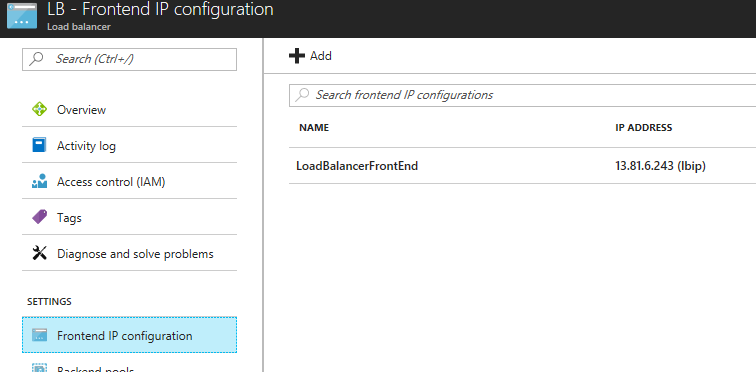 LB - Frontend IP configuration
Load balancer
Search (Ctrl+/)
Overview
Activity log
Access control (IAM)
Tags
Diagnose and solve problems
SETTINGS
Frontend IP configuration
Backend pools
Add
Search frontend IP configurations
NAME IP ADDRESS
LoadBalancerFrontEnd 13.81.6.243 (lbip)